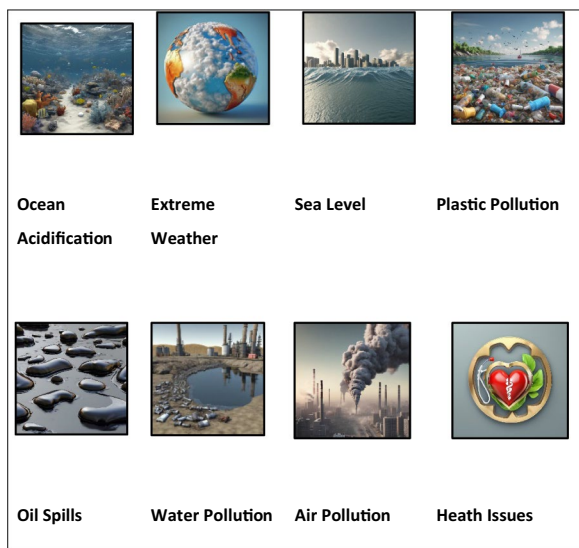 Ocean Extreme Sea Level Plastic Pollution
Acidification Weather
Oil Spills Water Pollution Air Pollution Heath Issues